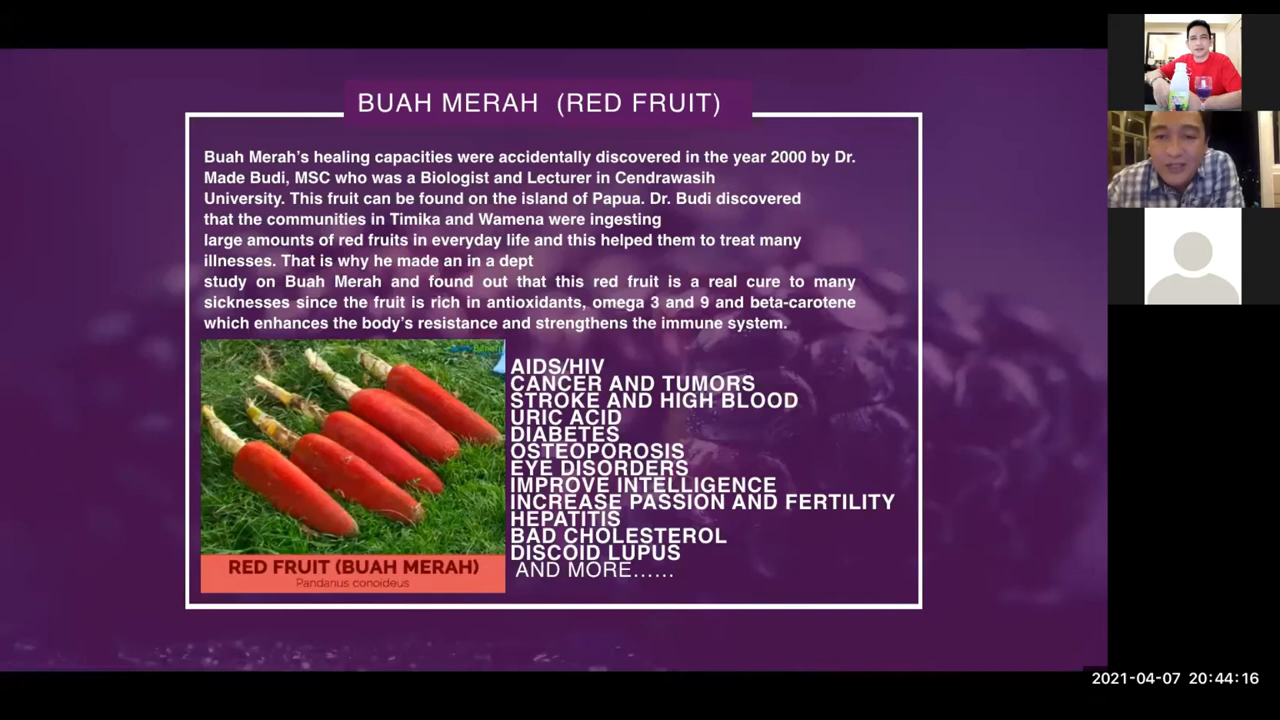 BUAH MERAH (RED FRUIT)
Buah Merah's healing capacities were accidentally discovered in the year 2000 by Dr.
Made Budi, MSC who was a Biologist and Lecturer in Cendrawasih
University. This fruit can be found on the island of Papua. Dr. Budi discovered
that the communities in Timika and Wamena were ingesting
large amounts of red fruits in everyday life and this helped them to treat many
illnesses. That is why he made an in a dept
study on Buah Merah and found out that this red fruit is a real cure to many
sicknesses since the fruit is rich in antioxidants, omega 3 and 9 and beta-carotene
which enhances the body's resistance and strengthens the immune system.
AIDS/HIV
CANCER AND TUMORS
STROKE AND HIGH BLOOD
URIC ACID
DIABETES
OSTEOPOROSIS
EYE DISORDERS
IMPROVE INTELLIGENCE
INCREASE PASSION AND FERTILITY
HEPATITIS
BAD CHOLESTEROL
DISCOID LUPUS
AND MORE......
RED FRUIT (BUAH MERAH)
Pandanus conoideus
2021-04-07 20:44:16